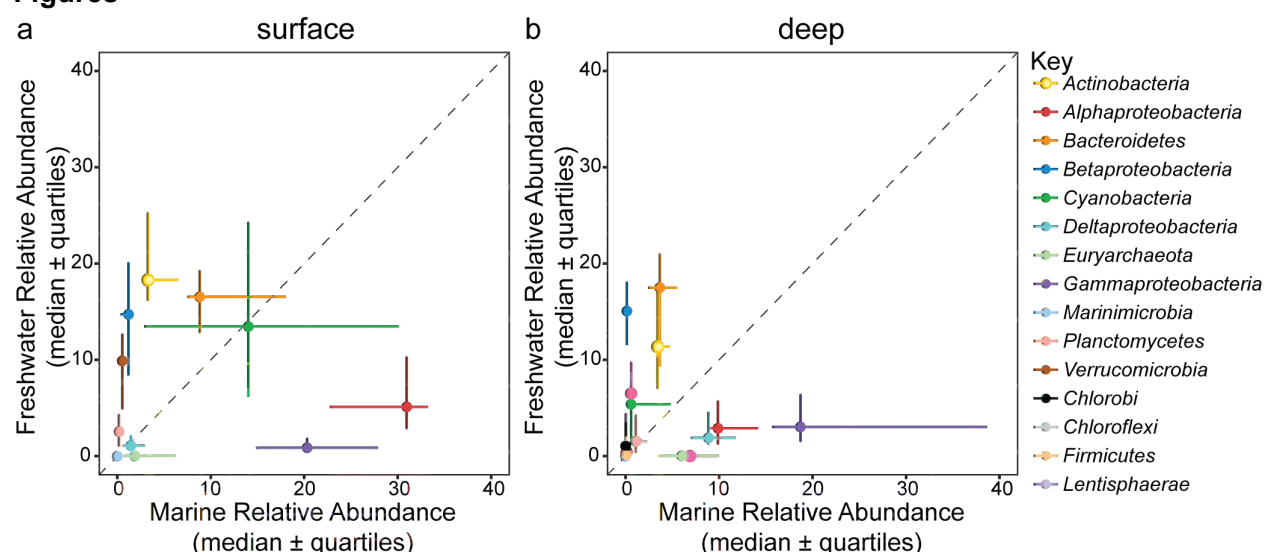 Figures
a
surface
b
deep
Freshwater Relative Abundance
(median ± quartiles)
40
30
20
10
0
0 10 20 30 40
Marine Relative Abundance
(median ± quartiles)
Freshwater Relative Abundance
(median ± quartiles)
40
30
20
10
0
0 10 20 30 40
Marine Relative Abundance
(median ± quartiles)
Key
Actinobacteria
Alphaproteobacteria
Bacteroidetes
Betaproteobacteria
Cyanobacteria
Deltaproteobacteria
Euryarchaeota
Gammaproteobacteria
Marinimicrobia
Planctomycetes
Verrucomicrobia
Chlorobi
Chloroflexi
Firmicutes
Lentisphaerae